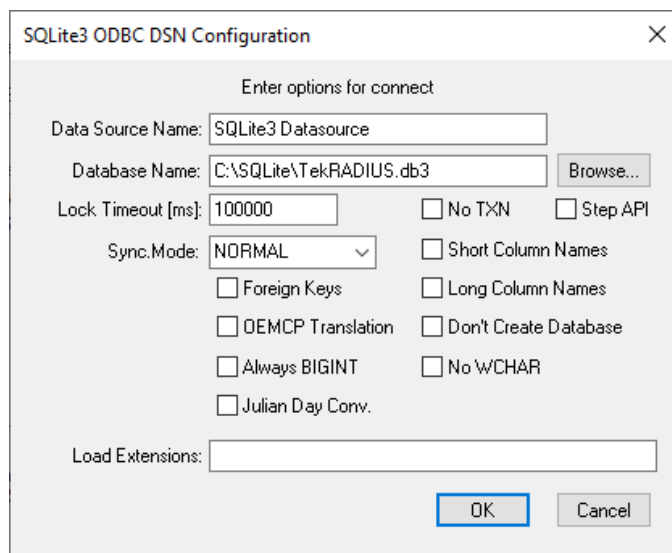 SQLite3 ODBC DSN Configuration
Enter options for connect
Data Source Name: SQLite3 Datasource
Database Name: C:\SQLite\TekRADIUS.db3 Browse...
Lock Timeout [ms]: 100000 No TXN Step API
Sync.Mode: NORMAL Short Column Names
Foreign Keys Long Column Names
OEMCP Translation Don't Create Database
Always BIGINT No WCHAR
Julian Day Conv.
Load Extensions:
OK Cancel